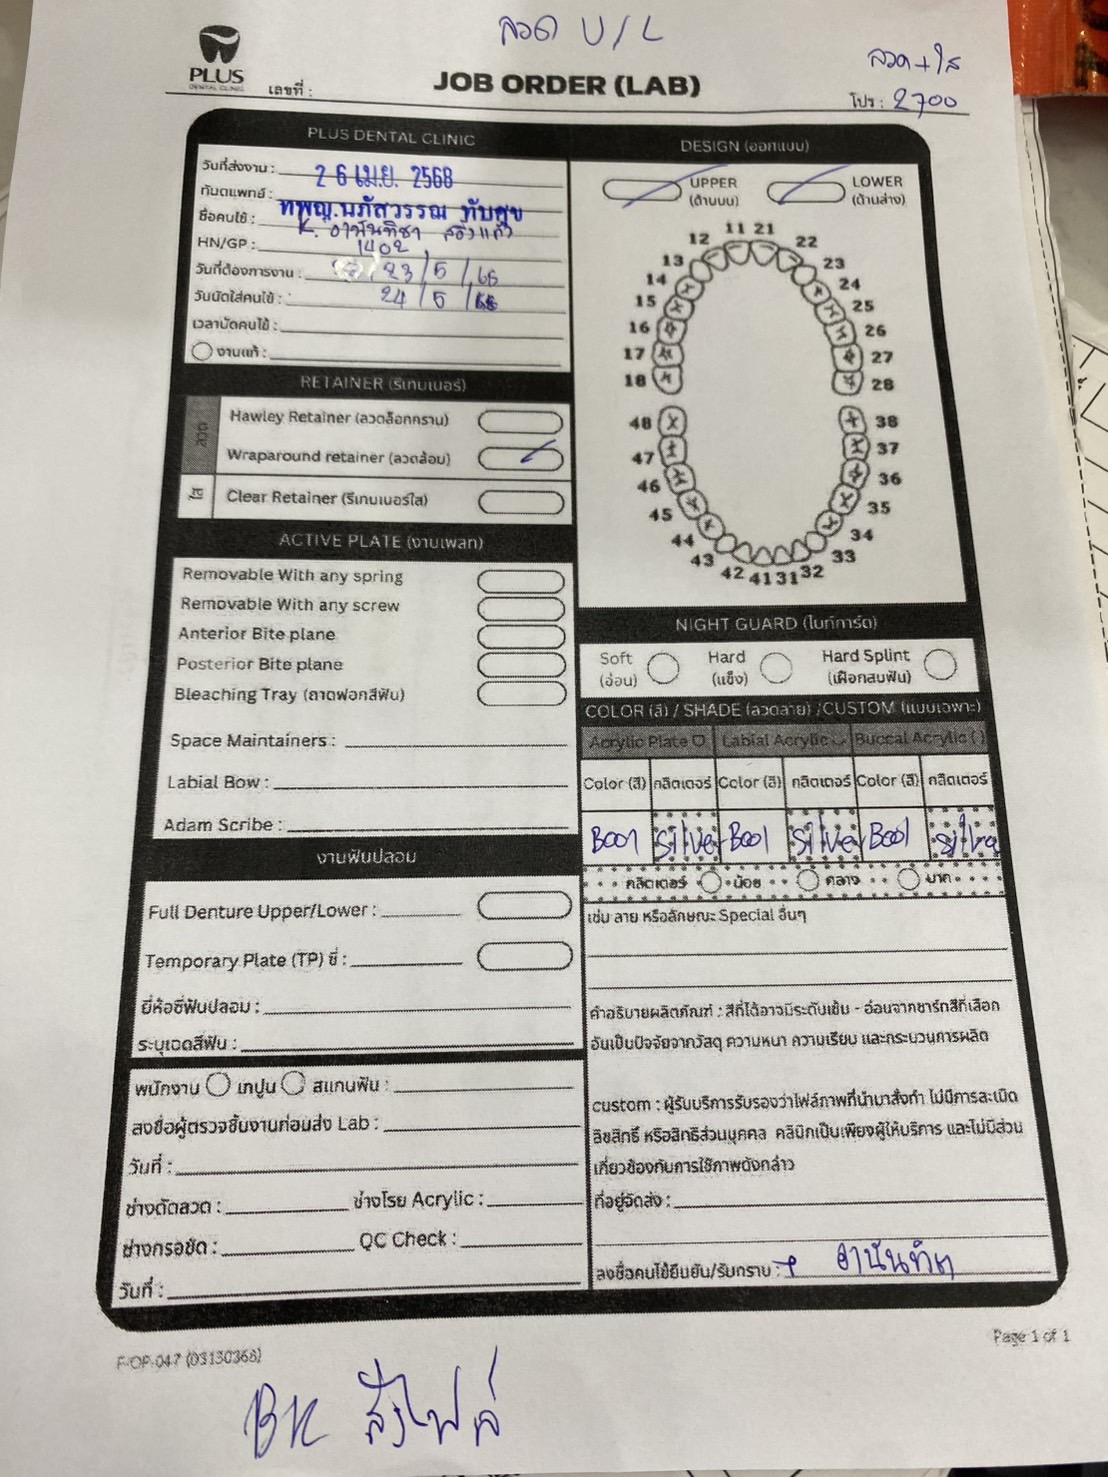 ลวด U/L
ลวด+ใส
PLUS
DENTAL CLINIC
เลขที่ :
JOB ORDER (LAB)
โปร : 2700
PLUS DENTAL CLINIC
วันที่ส่งงาน : 26 เม.ย. 2568
ทันตแพทย์ : ทพญ.นภัสวรรณ ทับศุข
ชื่อคนไข้ : K. อานันทิชา
HN/GP : 1402
วันที่ต้องการงาน : 23/5/68
วันนัดใส่คนไข้ : 24/5/68
เวลานัดคนไข้ :
งานแก้ :
RETAINER (รีเทนเนอร์)
ลวด
Hawley Retainer (ลวดล็อกกราม)
Wraparound retainer (ลวดล้อม)
ใส
Clear Retainer (รีเทนเนอร์ใส)
ACTIVE PLATE (งานเพลท)
Removable With any spring
Removable With any screw
Anterior Bite plane
Posterior Bite plane
Bleaching Tray (ถาดฟอกสีฟัน)
Space Maintainers :
Labial Bow :
Adam Scribe :
งานฟันปลอม
Full Denture Upper/Lower :
Temporary Plate (TP) ซี่ :
ยี่ห้อซี่ฟันปลอม :
ระบุเฉดสีฟัน :
พนักงาน เทปูน สแกนฟัน :
ลงชื่อผู้ตรวจชิ้นงานก่อนส่ง Lab :
วันที่ :
ช่างดัดลวด : ช่างโรย Acrylic :
ช่างกรอขัด : QC Check :
วันที่ :
DESIGN (ออกแบบ)
UPPER (ด้านบน) LOWER (ด้านล่าง)
11 21
12 22
13 23
14 24
15 25
16 26
17 27
18 28
48 38
47 37
46 36
45 35
44 34
43 33
42 41 31 32
NIGHT GUARD (ไนท์การ์ด)
Soft (อ่อน) Hard (แข็ง) Hard Splint (เฝือกสบฟัน)
COLOR (สี) / SHADE (ลวดลาย) /CUSTOM (แบบเฉพาะ)
Acrylic Plate Labial Acrylic Buccal Acrylic ( )
Color (สี) กลิตเตอร์ Color (สี) กลิตเตอร์ Color (สี) กลิตเตอร์
B001 Silver B001 Silver B001 Silver
กลิตเตอร์ น้อย กลาง มาก
เช่น ลาย หรือลักษณะ Special อื่นๆ
คำอธิบายผลิตภัณฑ์ : สีที่ได้อาจมีระดับเข้ม - อ่อนจากชาร์ทสีที่เลือก
อันเป็นปัจจัยจากวัสดุ ความหนา ความเรียบ และกระบวนการผลิต
custom : ผู้รับบริการรับรองว่าไฟล์ภาพที่นำมาสั่งทำ ไม่มีการละเมิด
ลิขสิทธิ์ หรือสิทธิส่วนบุคคล คลินิกเป็นเพียงผู้ให้บริการ และไม่มีส่วน
เกี่ยวข้องกับการใช้ภาพดังกล่าว
ที่อยู่จัดส่ง :
ลงชื่อคนไข้ยืนยัน/รับทราบ :
F-OP-047 (03130368)
Page 1 of 1
BK ส่งไฟล์